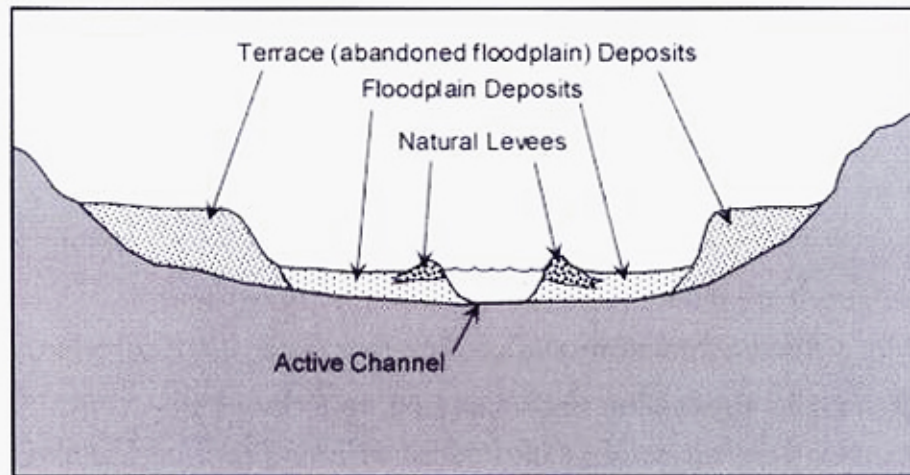 Terrace (abandoned floodplain) Deposits
Floodplain Deposits
Natural Levees
Active Channel